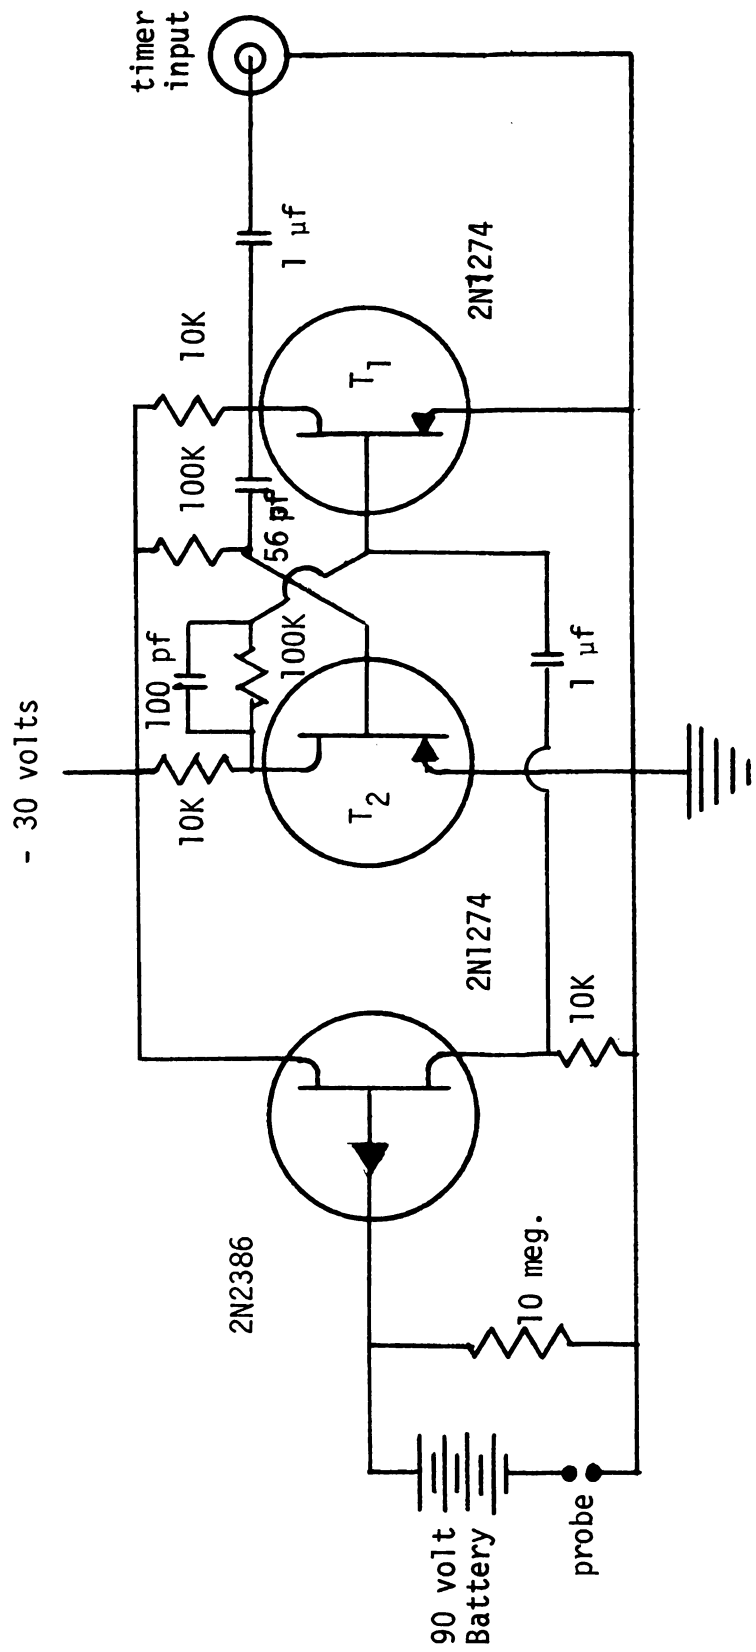 - 30 volts
90 volt
Battery
probe
10 meg.
2N2386
10K
2N1274
10K
T2
100 pf
100K
1 µf
100K
56 pf
10K
T1
2N1274
1 µf
timer
input